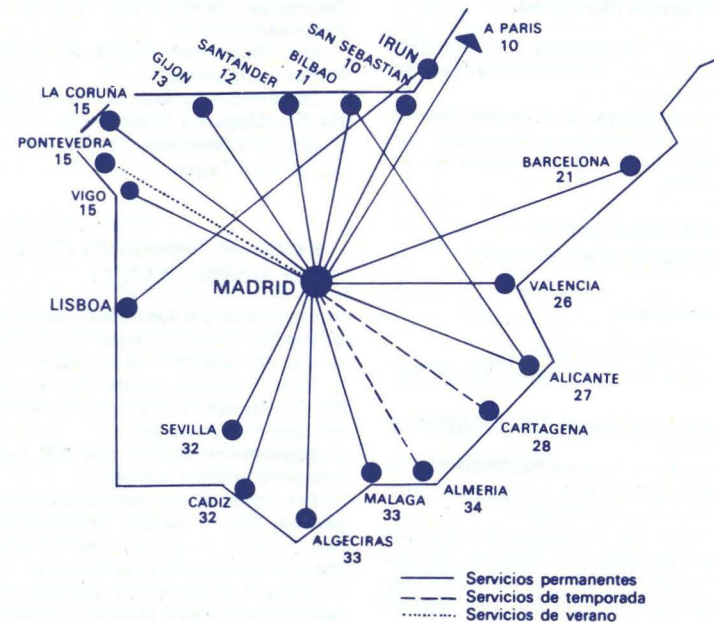 A PARIS
10
IRUN
SAN SEBASTIAN
10
BILBAO
11
SANTANDER
12
GIJON
13
LA CORUÑA
15
PONTEVEDRA
15
VIGO
15
BARCELONA
21
MADRID
VALENCIA
26
LISBOA
ALICANTE
27
CARTAGENA
28
SEVILLA
32
CADIZ
32
ALGECIRAS
33
MALAGA
33
ALMERIA
34
Servicios permanentes
Servicios de temporada
Servicios de verano